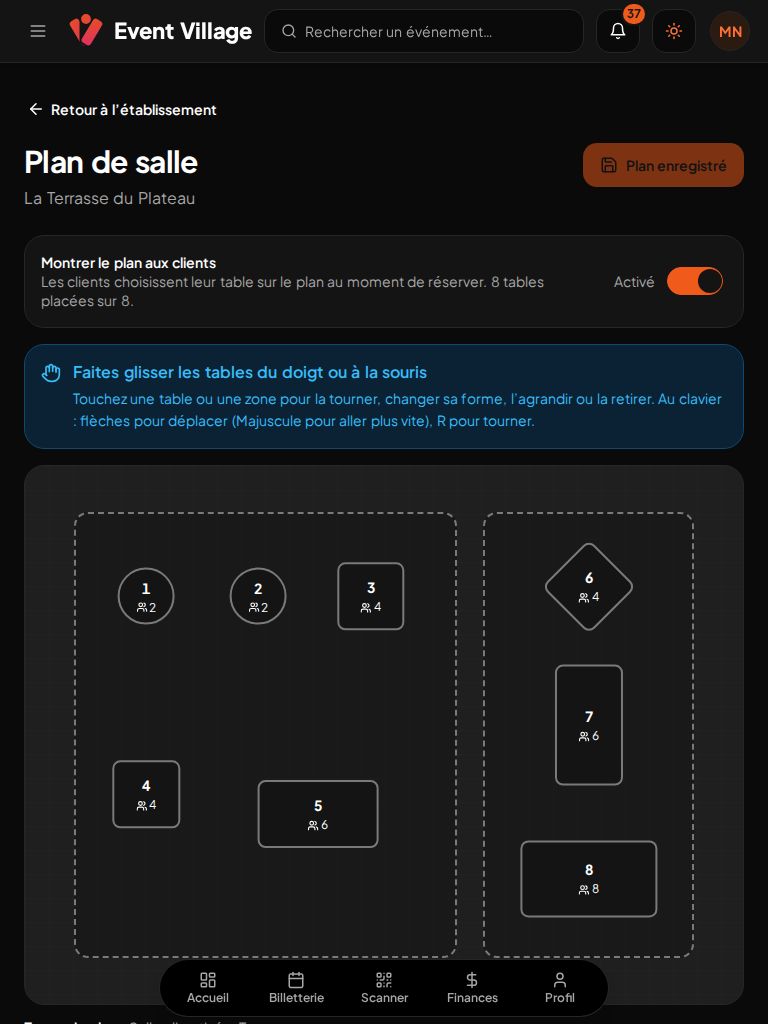 Event Village
Rechercher un événement...
37
MN
Retour à l'établissement
Plan de salle
Plan enregistré
La Terrasse du Plateau
Montrer le plan aux clients
Les clients choisissent leur table sur le plan au moment de réserver. 8 tables
placées sur 8.
Activé
Faites glisser les tables du doigt ou à la souris
Touchez une table ou une zone pour la tourner, changer sa forme, l'agrandir ou la retirer. Au clavier
: flèches pour déplacer (Majuscule pour aller plus vite), R pour tourner.
1
2
2
2
3
4
6
4
7
6
4
4
5
6
8
8
Accueil
Billetterie
Scanner
Finances
Profil